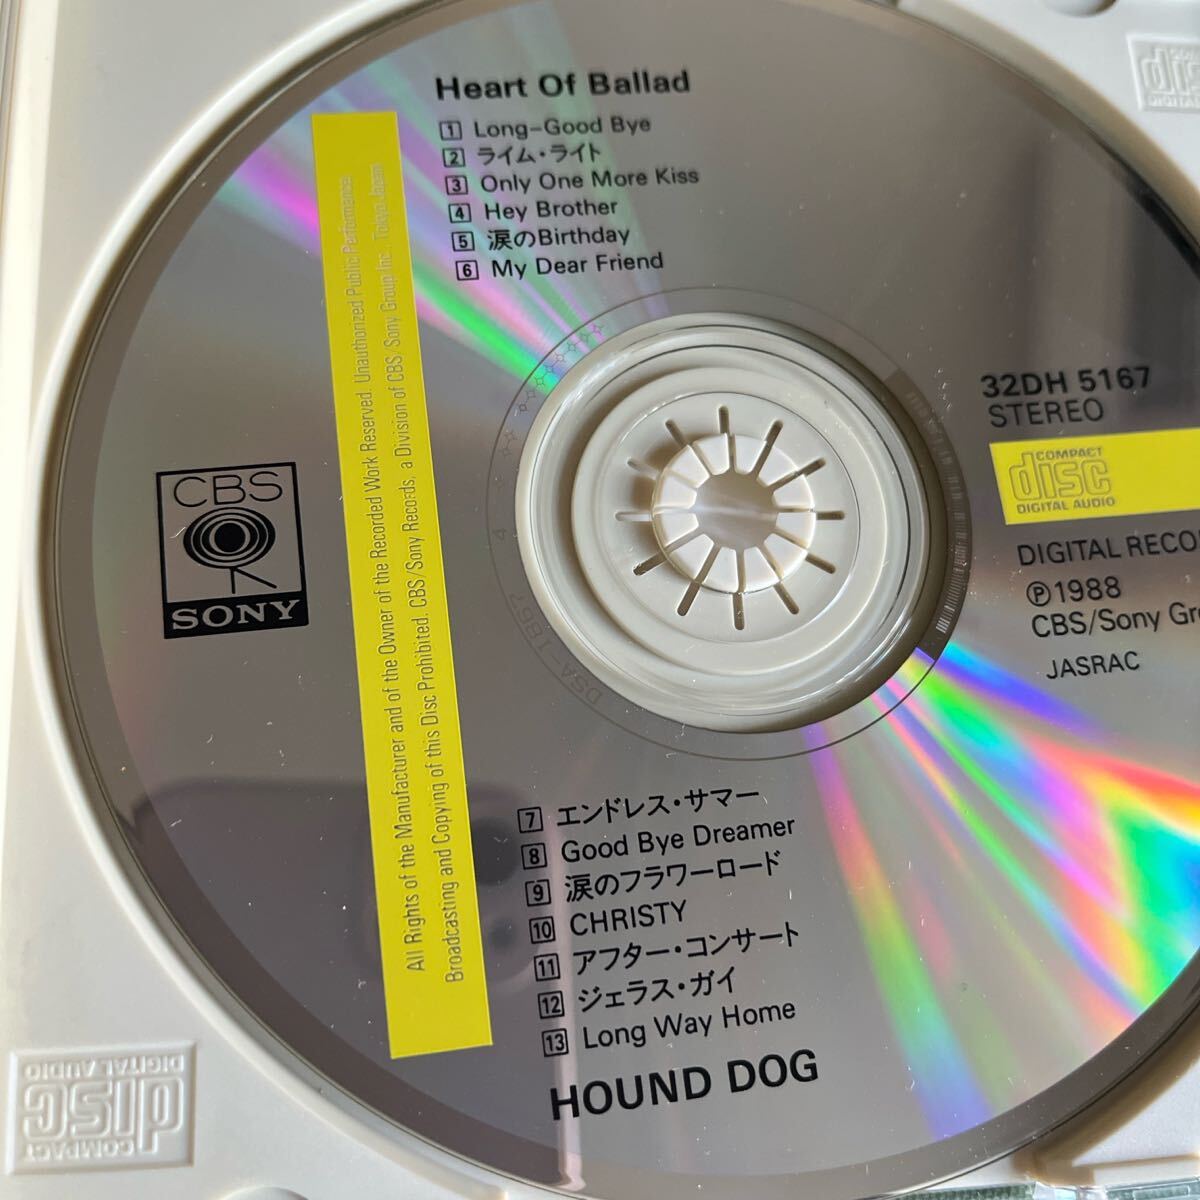 Heart Of Ballad
1 Long-Good Bye
2 ライム・ライト
3 Only One More Kiss
4 Hey Brother
5 涙のBirthday
6 My Dear Friend
All Rights of the Manufacturer and of the Owner of the Recorded Work Reserved. Unauthorized Public Performance,
Broadcasting and Copying of this Disc Prohibited. CBS/Sony Records, a Division of CBS/Sony Group Inc., Tokyo Japan
CBS
SONY
32DH 5167
STEREO
COMPACT
disc
DIGITAL AUDIO
DIGITAL
Ⓟ1988
CBS/Sony
JASRAC
DSA-1867 4
7 エンドレス・サマー
8 Good Bye Dreamer
9 涙のフラワーロード
10 CHRISTY
11 アフター・コンサート
12 ジェラス・ガイ
13 Long Way Home
HOUND DOG
COMPACT
disc
DIGITAL AUDIO
COMPACT
disc
DIGITAL